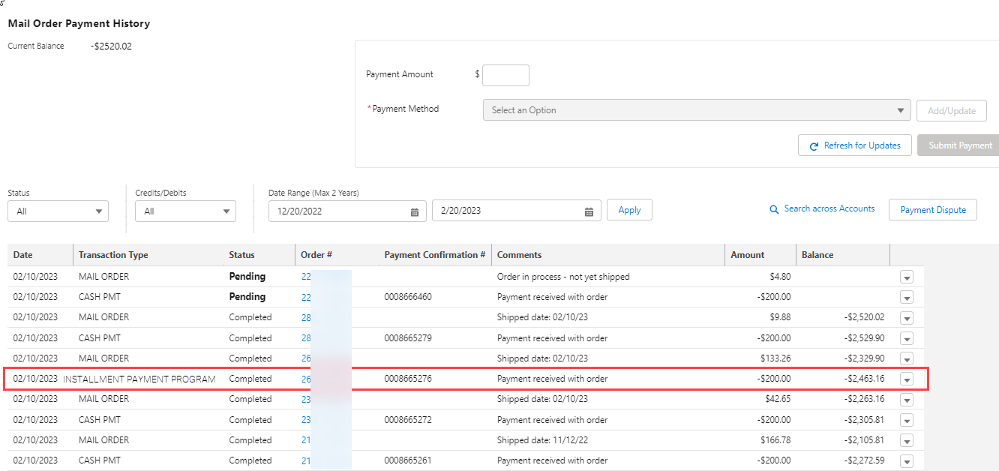 Mail Order Payment History
Current Balance -$2520.02
Payment Amount $
*Payment Method Select an Option Add/Update
Refresh for Updates Submit Payment
Status Credits/Debits Date Range (Max 2 Years)
All All 12/20/2022 2/20/2023 Apply Search across Accounts Payment Dispute
Date Transaction Type Status Order # Payment Confirmation # Comments Amount Balance
02/10/2023 MAIL ORDER Pending 22 Order in process - not yet shipped $4.80
02/10/2023 CASH PMT Pending 22 0008666460 Payment received with order -$200.00
02/10/2023 MAIL ORDER Completed 28 Shipped date: 02/10/23 $9.88 -$2,520.02
02/10/2023 CASH PMT Completed 28 0008665279 Payment received with order -$200.00 -$2,529.90
02/10/2023 MAIL ORDER Completed 26 Shipped date: 02/10/23 $133.26 -$2,329.90
02/10/2023 INSTALLMENT PAYMENT PROGRAM Completed 26 0008665276 Payment received with order -$200.00 -$2,463.16
02/10/2023 MAIL ORDER Completed 23 Shipped date: 02/10/23 $42.65 -$2,263.16
02/10/2023 CASH PMT Completed 23 0008665272 Payment received with order -$200.00 -$2,305.81
02/10/2023 MAIL ORDER Completed 21 Shipped date: 11/12/22 $166.78 -$2,105.81
02/10/2023 CASH PMT Completed 21 0008665261 Payment received with order -$200.00 -$2,272.59